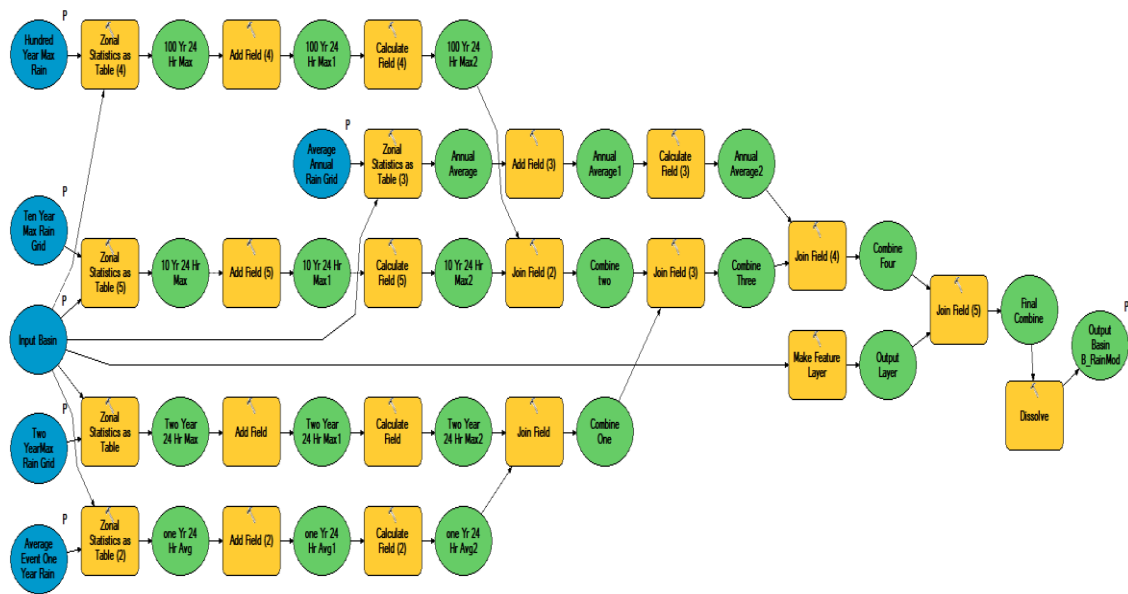 P
Hundred
Year Max
Rain
Zonal
Statistics as
Table (4)
100 Yr 24
Hr Max
Add Field (4)
100 Yr 24
Hr Max1
Calculate
Field (4)
100 Yr 24
Hr Max2
P
Average
Annual
Rain Grid
Zonal
Statistics as
Table (3)
Annual
Average
Add Field (3)
Annual
Average1
Calculate
Field (3)
Annual
Average2
P
Ten Year
Max Rain
Grid
Zonal
Statistics as
Table (5)
10 Yr 24 Hr
Max
Add Field (5)
10 Yr 24 Hr
Max1
Calculate
Field (5)
10 Yr 24 Hr
Max2
Join Field (2)
Combine
two
Join Field (3)
Combine
Three
Join Field (4)
Combine
Four
Join Field (5)
Final
Combine
P
Output
Basin
B_RainMod
P
Input Basin
Make Feature
Layer
Output
Layer
Dissolve
P
Two
YearMax
Rain Grid
Zonal
Statistics as
Table
Two Year
24 Hr Max
Add Field
Two Year
24 Hr Max1
Calculate
Field
Two Year
24 Hr Max2
Join Field
Combine
One
P
Average
Event One
Year Rain
Zonal
Statistics as
Table (2)
one Yr 24
Hr Avg
Add Field (2)
one Yr 24
Hr Avg1
Calculate
Field (2)
one Yr 24
Hr Avg2